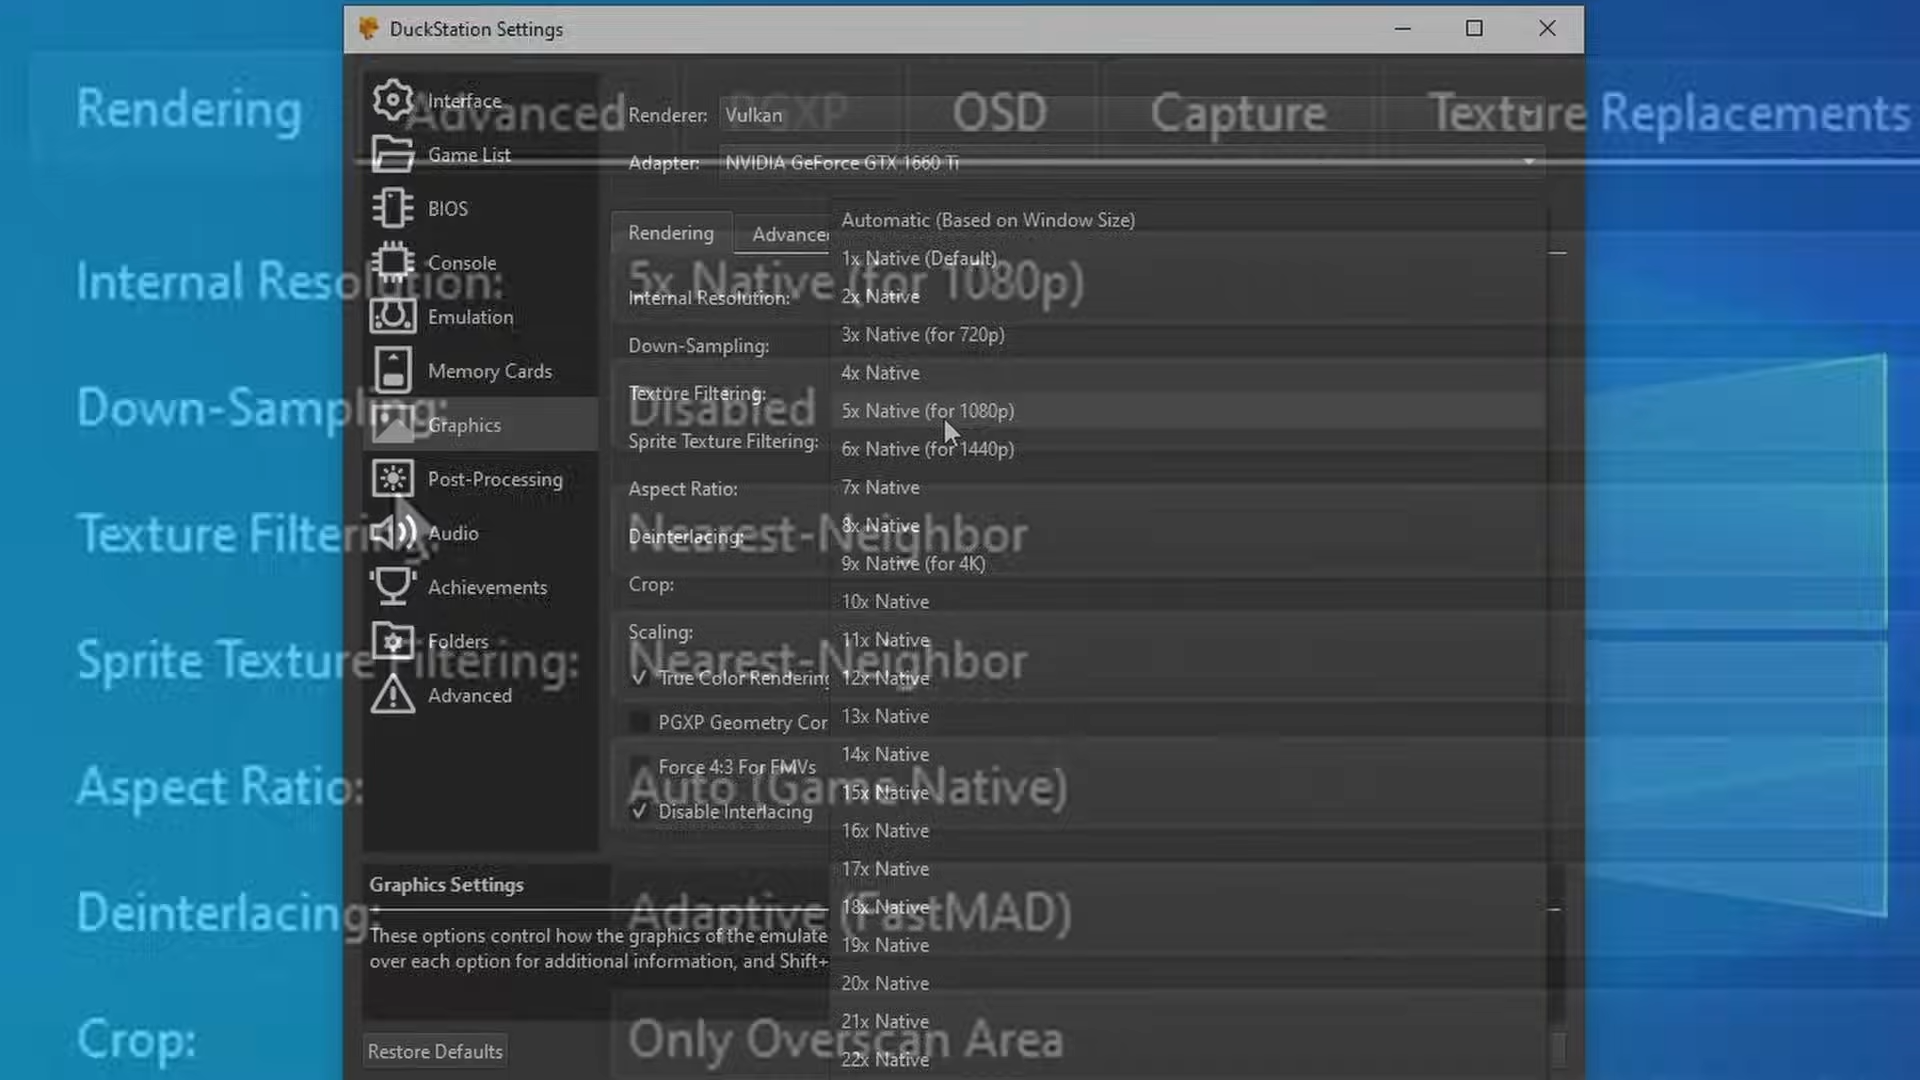 DuckStation Settings
Rendering
Advanced
PGXP
OSD
Capture
Texture Replacements
Internal Resolution:
5x Native (for 1080p)
Down-Sampling:
Disabled
Texture Filtering:
Nearest-Neighbor
Sprite Texture Filtering:
Nearest-Neighbor
Aspect Ratio:
Auto (Game Native)
Deinterlacing:
Adaptive (FastMAD)
Crop:
Only Overscan Area
Interface
Game List
BIOS
Console
Emulation
Memory Cards
Graphics
Post-Processing
Audio
Achievements
Folders
Advanced
Renderer: Vulkan
Adapter: NVIDIA GeForce GTX 1660 Ti
Rendering
Advance
Internal Resolution:
Down-Sampling:
Texture Filtering:
Sprite Texture Filtering:
Aspect Ratio:
Deinterlacing:
Crop:
Scaling:
True Color Rendering
PGXP Geometry Cor
Force 4:3 For FMVs
Disable Interlacing
Automatic (Based on Window Size)
1x Native (Default)
2x Native
3x Native (for 720p)
4x Native
5x Native (for 1080p)
6x Native (for 1440p)
7x Native
8x Native
9x Native (for 4K)
10x Native
11x Native
12x Native
13x Native
14x Native
15x Native
16x Native
17x Native
18x Native
19x Native
20x Native
21x Native
22x Native
Graphics Settings
These options control how the graphics of the emulate
over each option for additional information, and Shift+
Restore Defaults